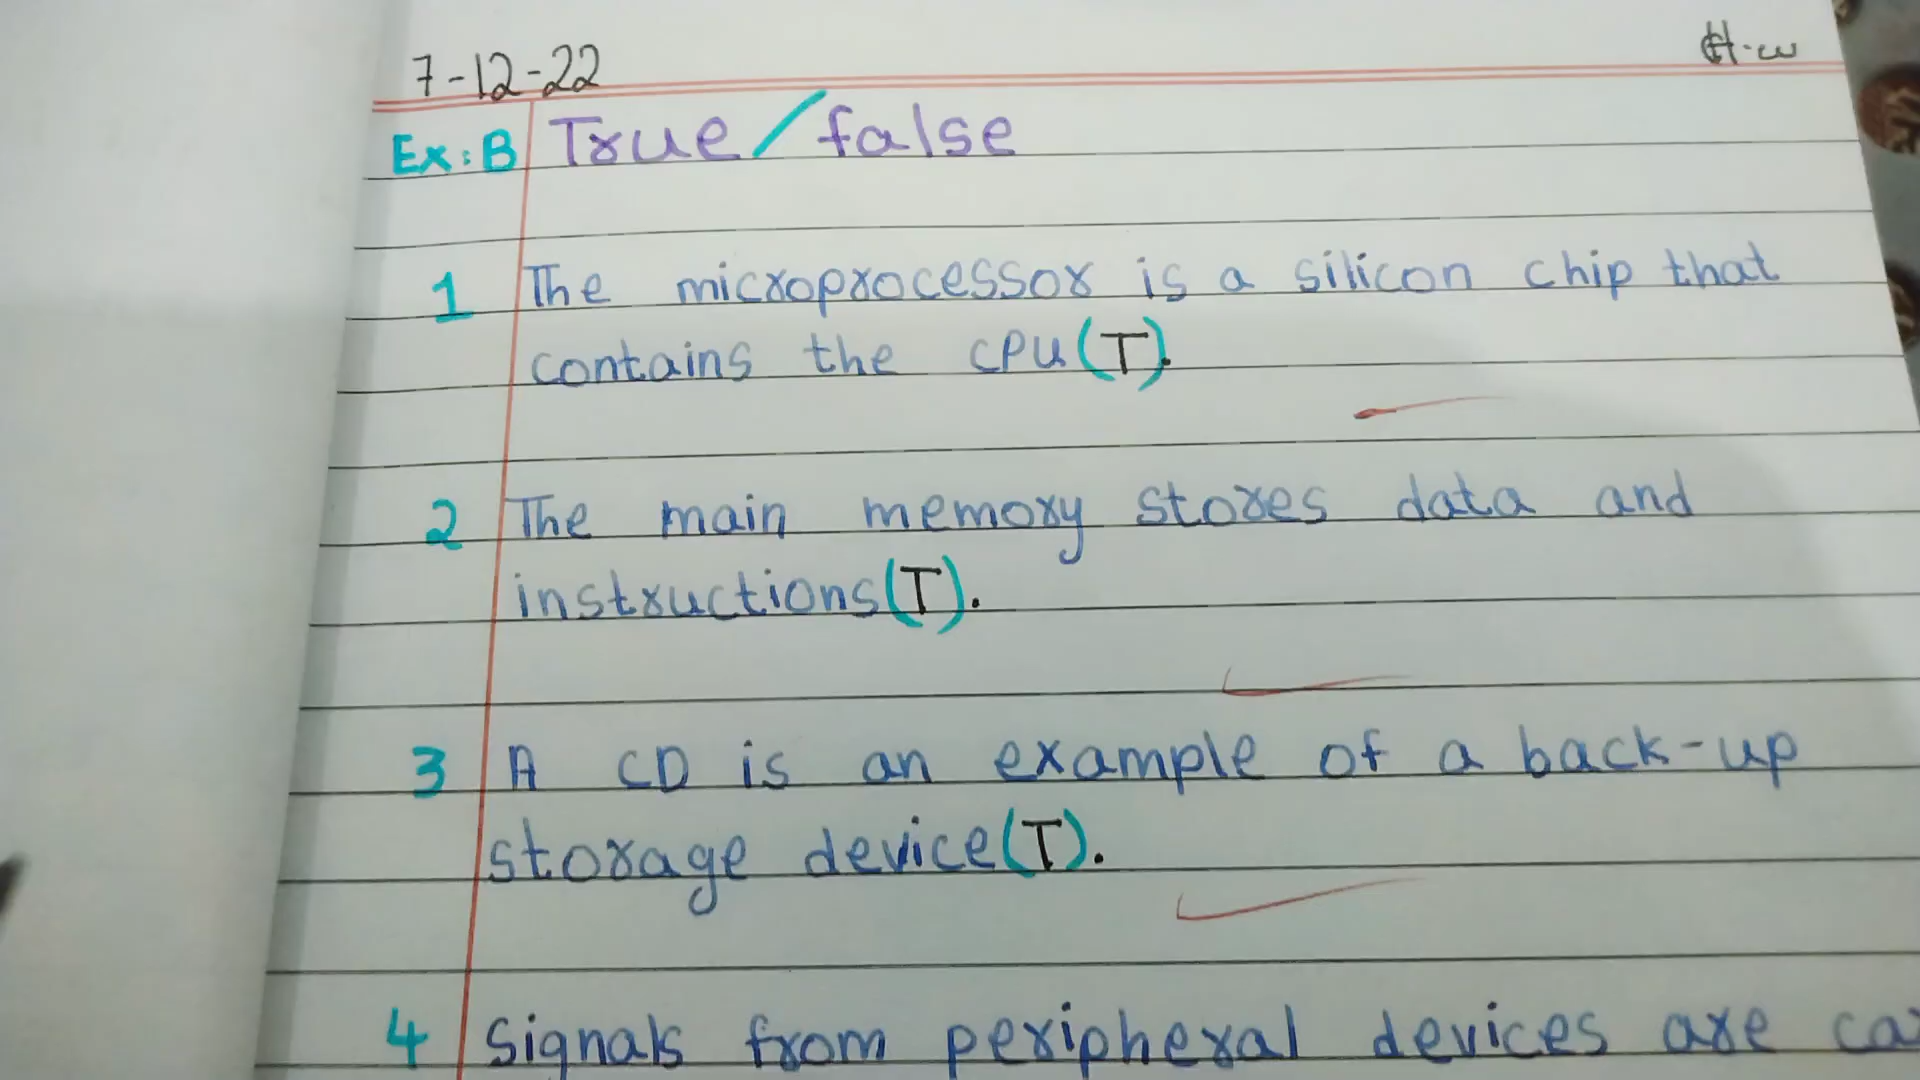 7-12-22 H.w
Ex:B True/false
1 The microprocessor is a silicon chip that
contains the CPU(T).
2 The main memory stores data and
instructions(T).
3 A CD is an example of a back-up
storage device(T).
4 Signals from peripheral devices are